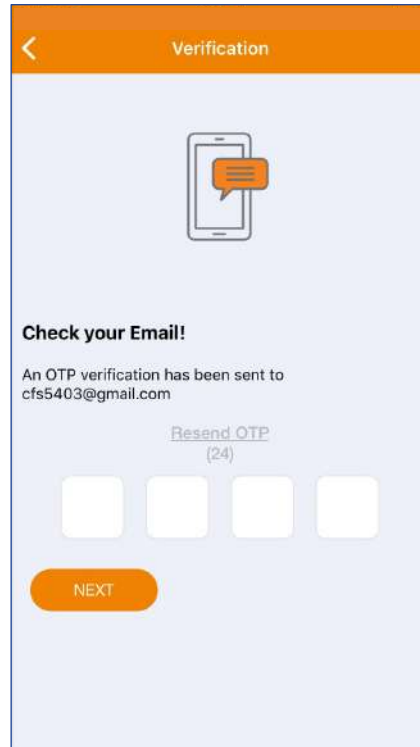 Verification
Check your Email!
An OTP verification has been sent to
cfs5403@gmail.com
Resend OTP
(24)
NEXT